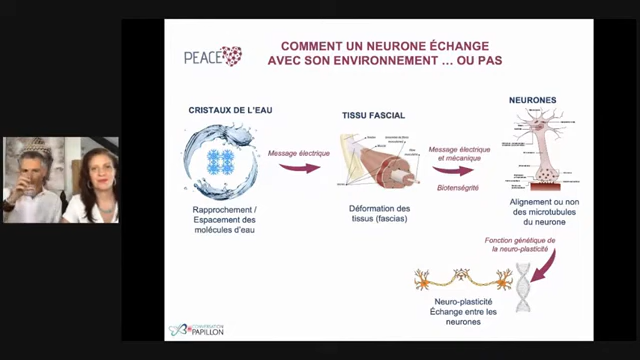 PEACE
COMMENT UN NEURONE ÉCHANGE
AVEC SON ENVIRONNEMENT ... OU PAS
CRISTAUX DE L'EAU
TISSU FASCIAL
NEURONES
Message électrique
Message électrique
et mécanique
Biotenségrité
Rapprochement /
Espacement des
molécules d'eau
Déformation des
tissus (fascias)
Alignement ou non
des microtubules
du neurone
Fonction génétique de
la neuro-plasticité
Neuro-plasticité
Échange entre les
neurones
PAPILLON